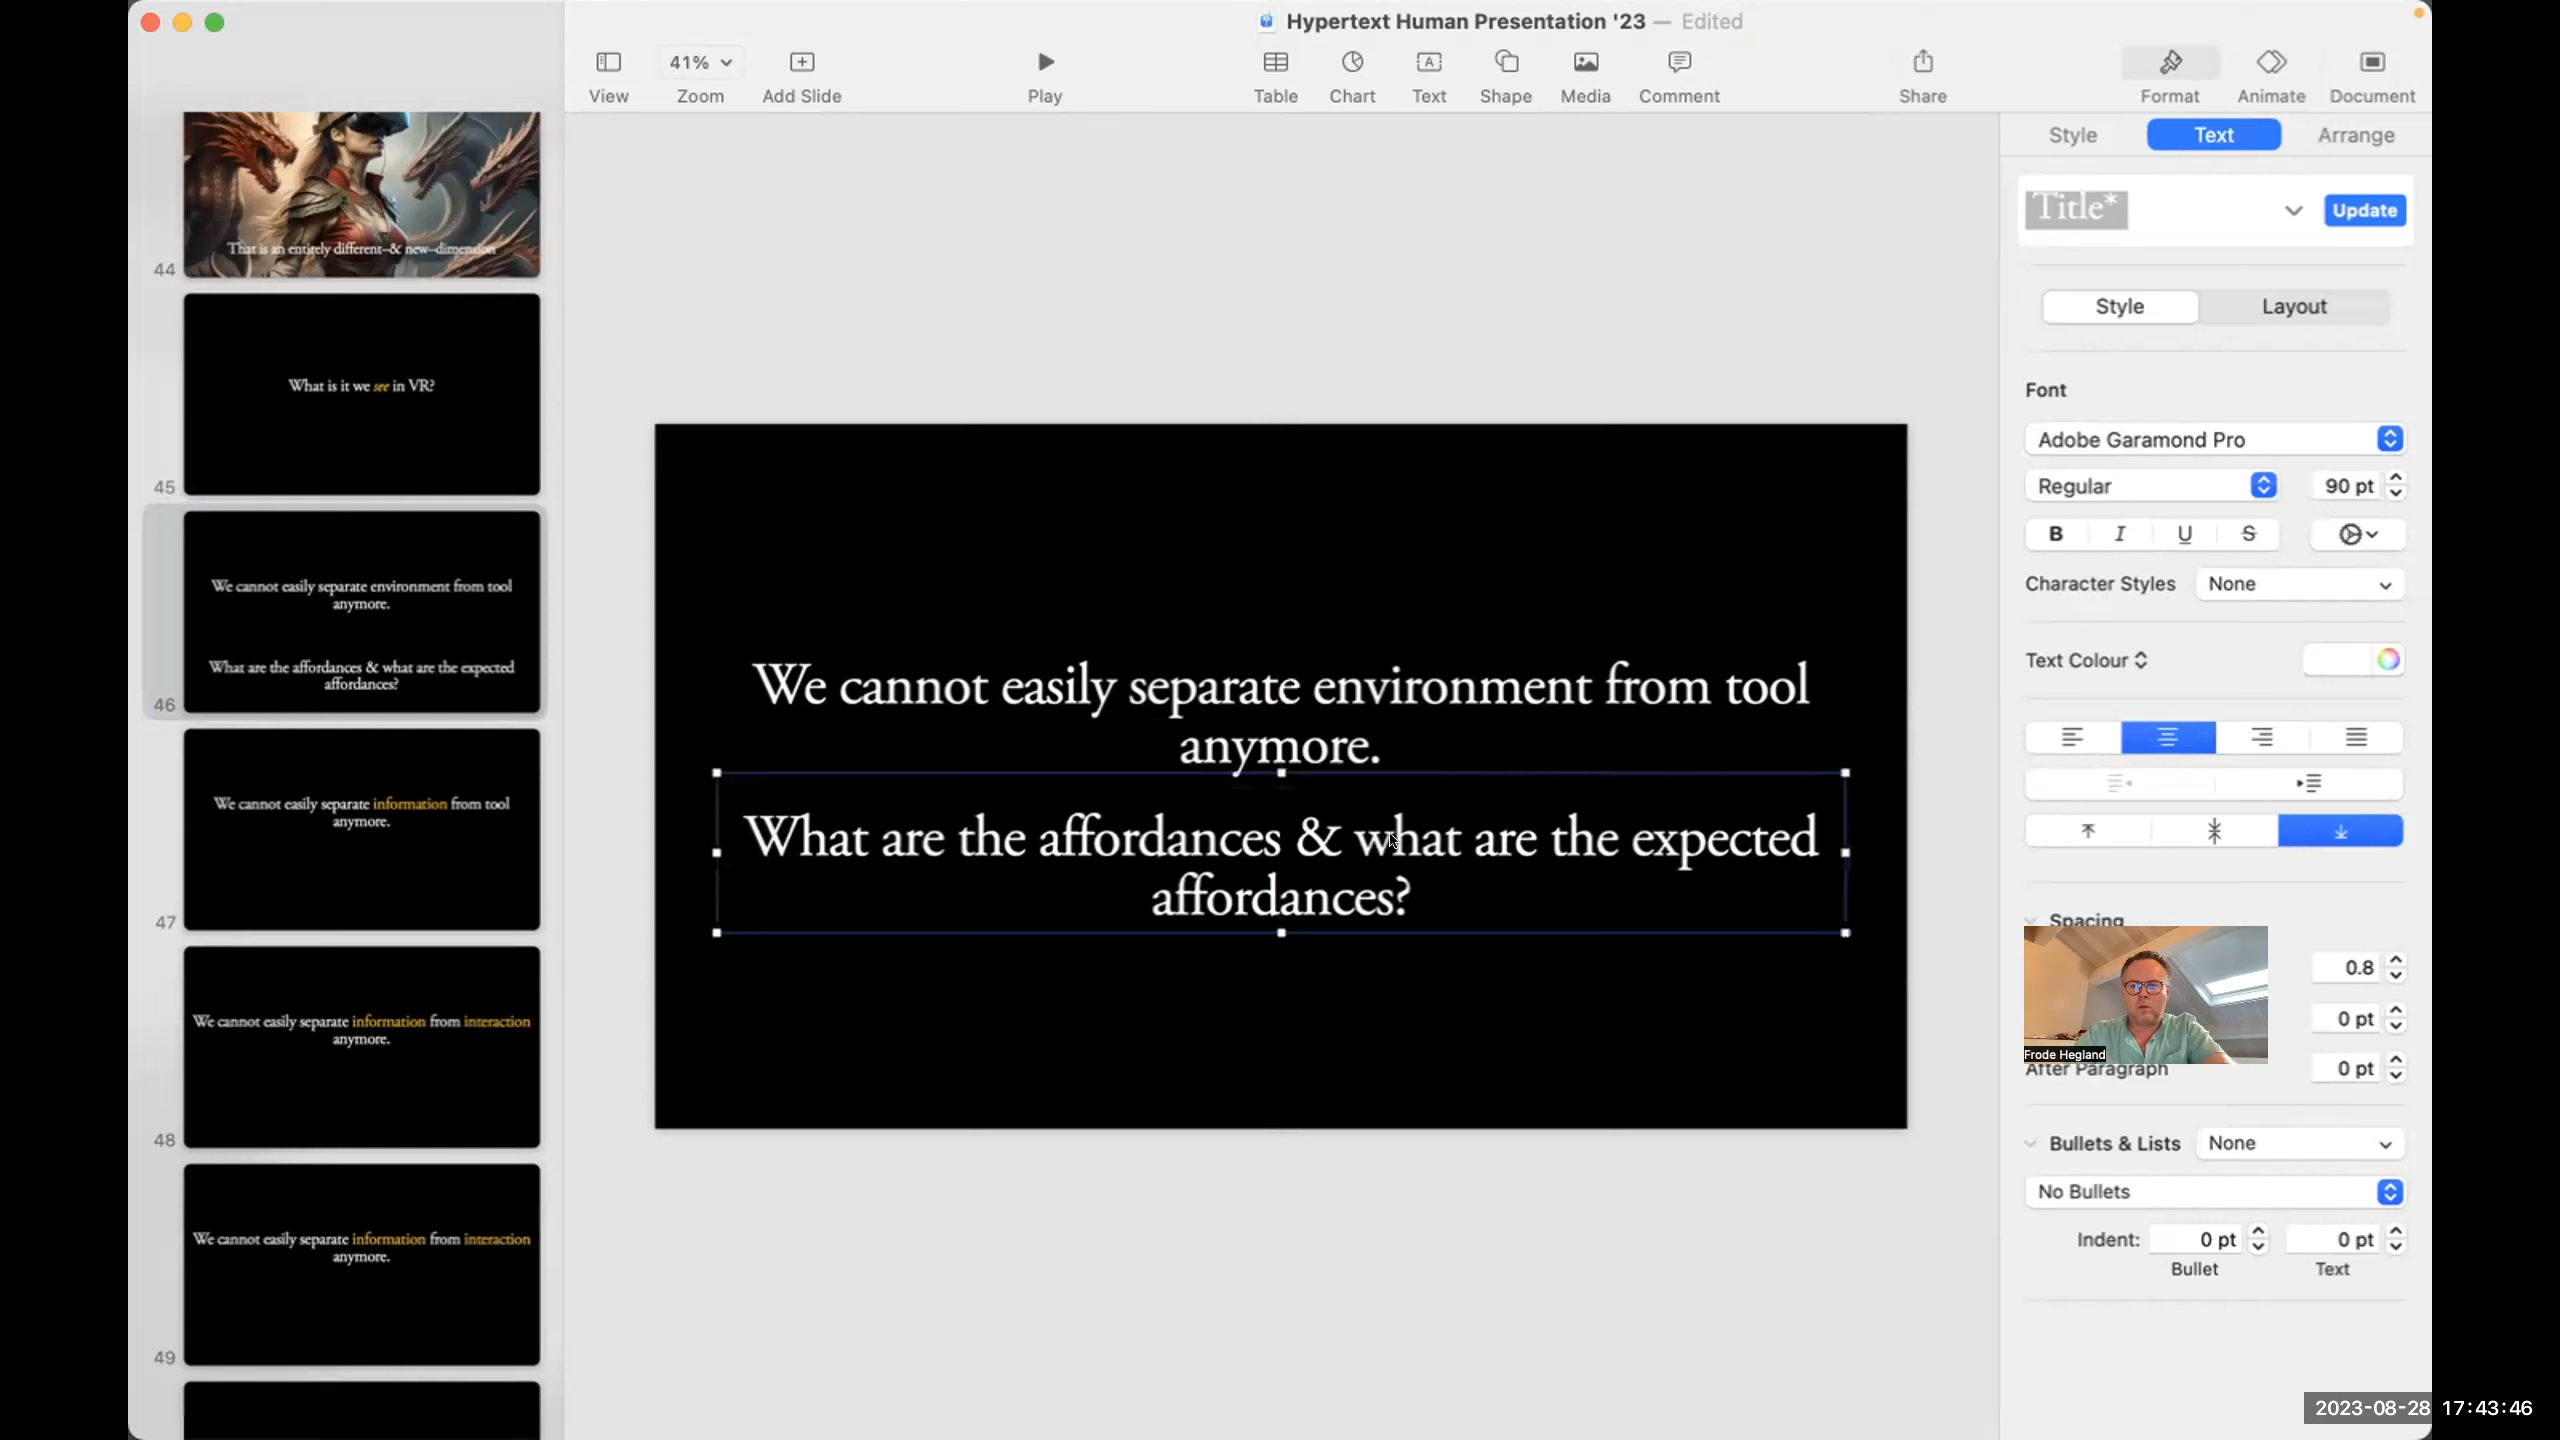 Hypertext Human Presentation '23 — Edited
41%
View
Zoom
Add Slide
Play
Table
Chart
Text
Shape
Media
Comment
Share
Format
Animate
Document
That is an entirely different–& new–dimension
44
What is it we see in VR?
45
We cannot easily separate environment from tool
anymore.
What are the affordances & what are the expected
affordances?
46
We cannot easily separate information from tool
anymore.
47
We cannot easily separate information from interaction
anymore.
48
We cannot easily separate information from interaction
anymore.
49
We cannot easily separate environment from tool
anymore.
What are the affordances & what are the expected
affordances?
Style
Text
Arrange
Title*
Update
Style
Layout
Font
Adobe Garamond Pro
Regular
90 pt
B I U S
Character Styles
None
Text Colour
Spacing
0.8
0 pt
Frode Hegland
After Paragraph
0 pt
Bullets & Lists
None
No Bullets
Indent:
0 pt
0 pt
Bullet
Text
2023-08-28 17:43:46